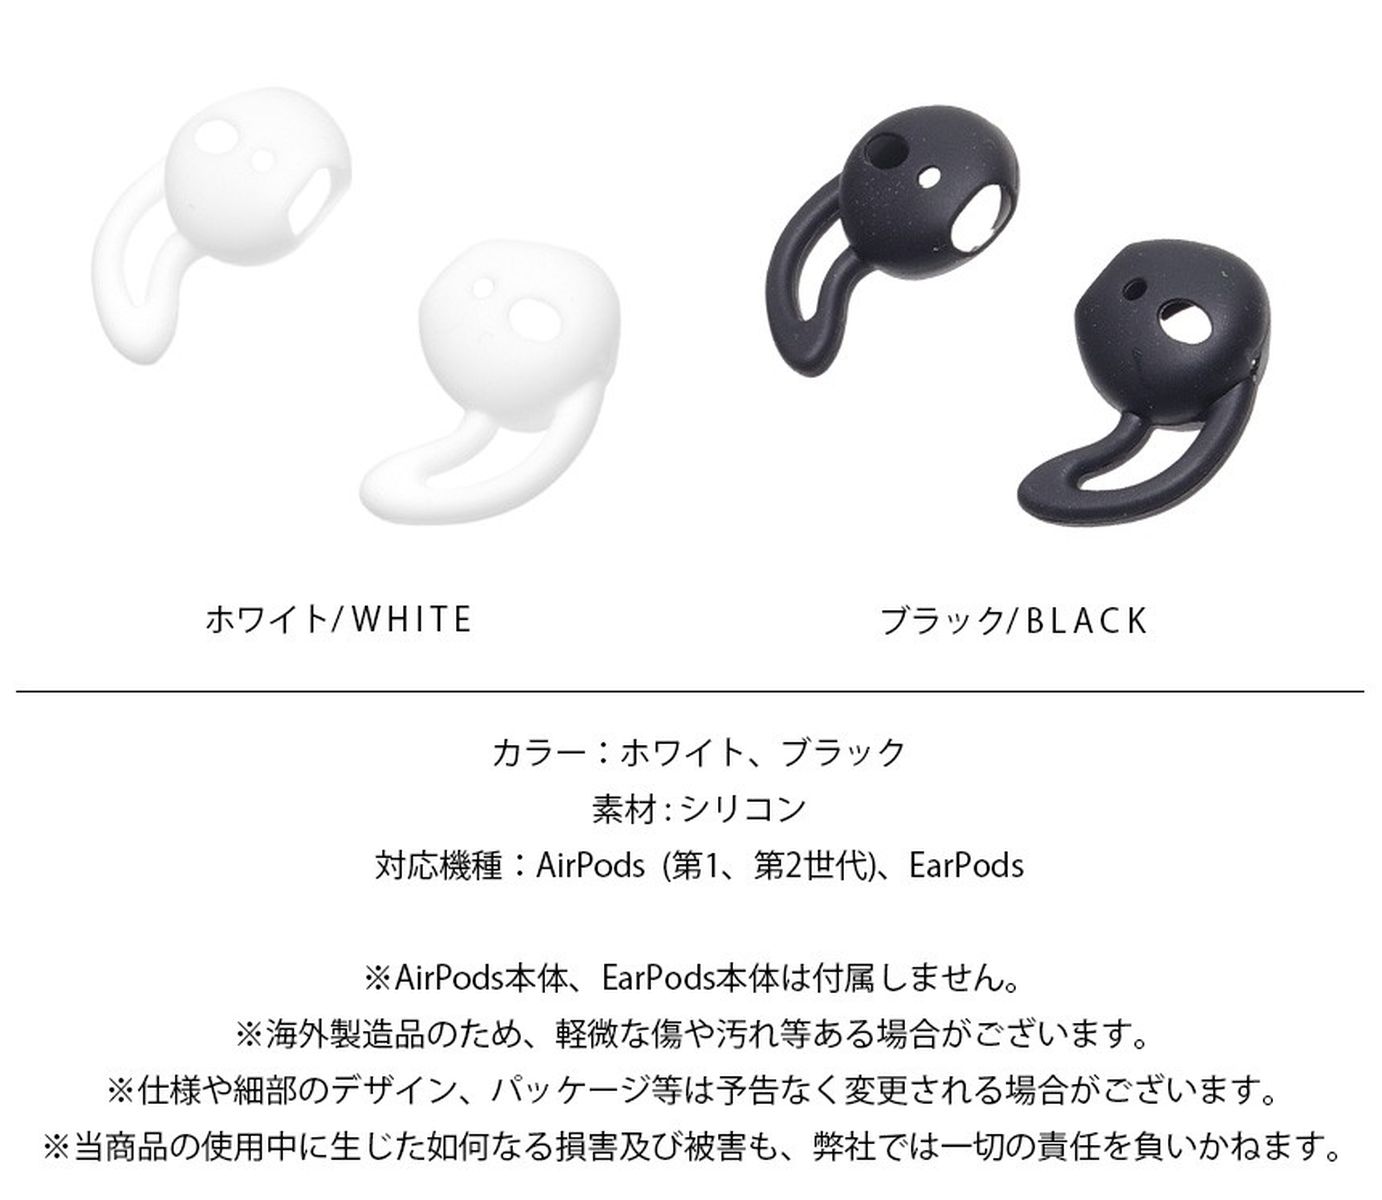 ホワイト/WHITE
ブラック/BLACK
カラー：ホワイト、ブラック
素材：シリコン
対応機種：AirPods (第1、第2世代)、EarPods
※AirPods本体、EarPods本体は付属しません。
※海外製造品のため、軽微な傷や汚れ等ある場合がございます。
※仕様や細部のデザイン、パッケージ等は予告なく変更される場合がございます。
※当商品の使用中に生じた如何なる損害及び被害も、弊社では一切の責任を負いかねます。